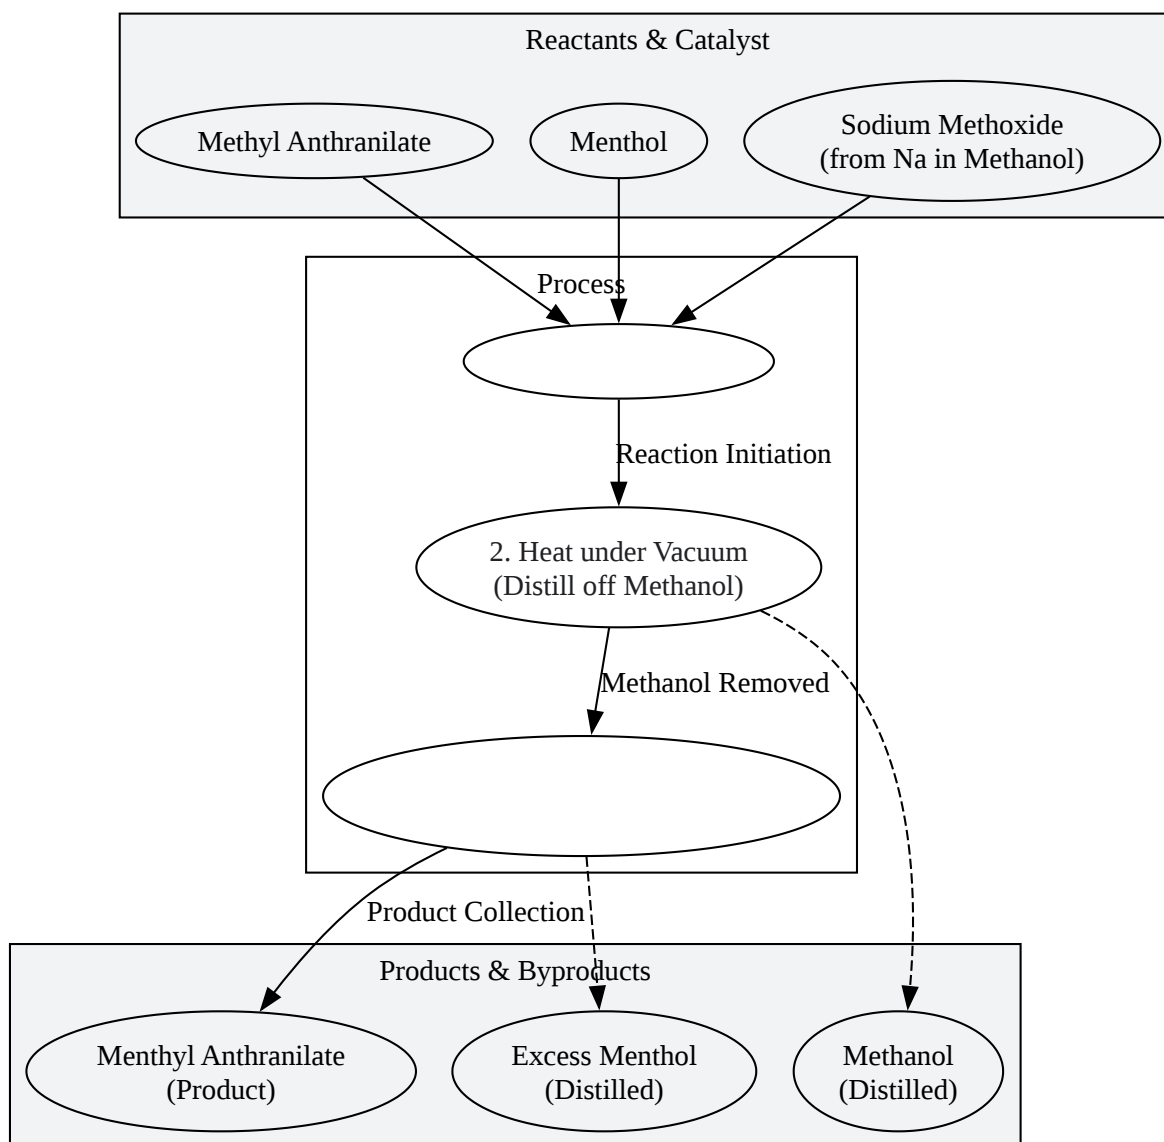 Reactants & Catalyst
Methyl Anthranilate
Menthol
Sodium Methoxide
(from Na in Methanol)
Process
Reaction Initiation
2. Heat under Vacuum
(Distill off Methanol)
Methanol Removed
Product Collection
Products & Byproducts
Menthyl Anthranilate
(Product)
Excess Menthol
(Distilled)
Methanol
(Distilled)